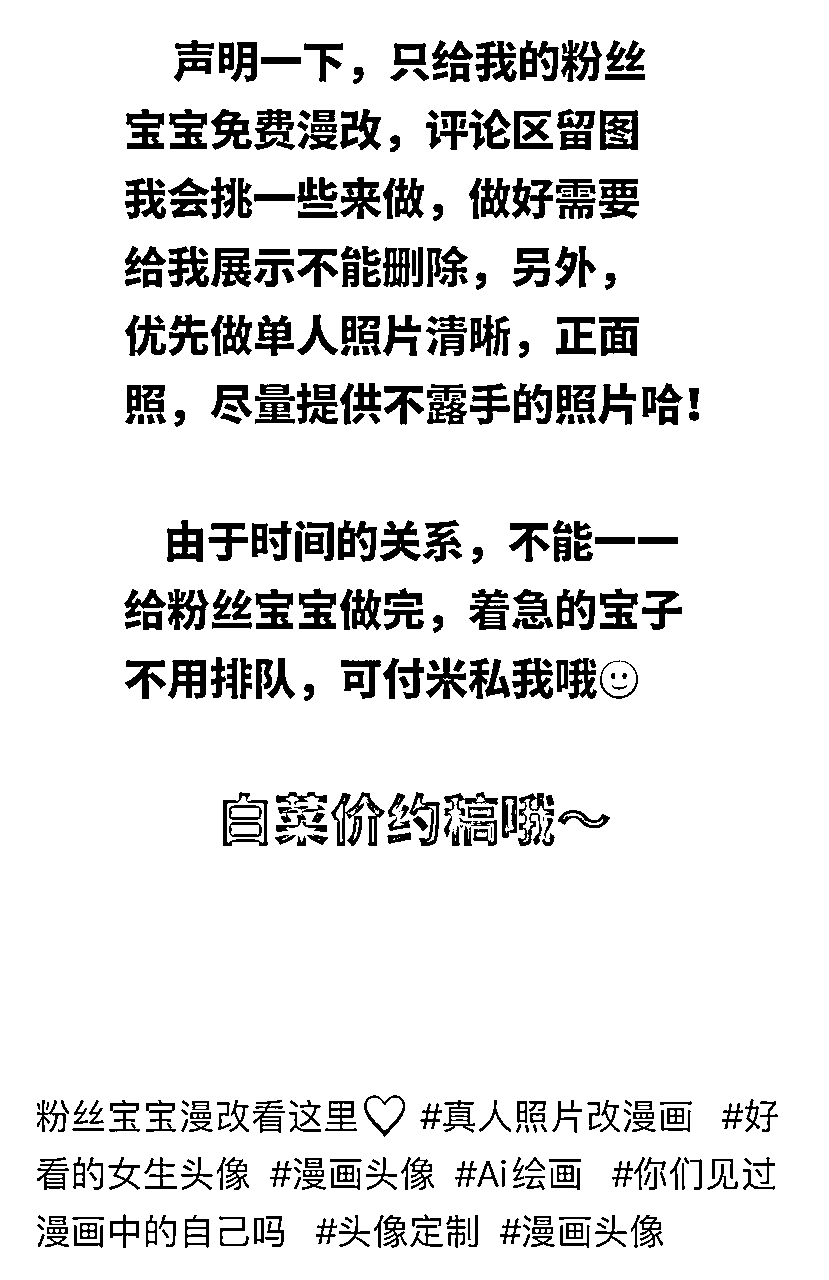 声明一下，只给我的粉丝
宝宝免费漫改，评论区留图
我会挑一些来做，做好需要
给我展示不能删除，另外，
优先做单人照片清晰，正面
照，尽量提供不露手的照片哈！
由于时间的关系，不能一一
给粉丝宝宝做完，着急的宝子
不用排队，可付米私我哦🙂
白菜价约稿哦～
粉丝宝宝漫改看这里♡ #真人照片改漫画 #好
看的女生头像 #漫画头像 #Ai绘画 #你们见过
漫画中的自己吗 #头像定制 #漫画头像